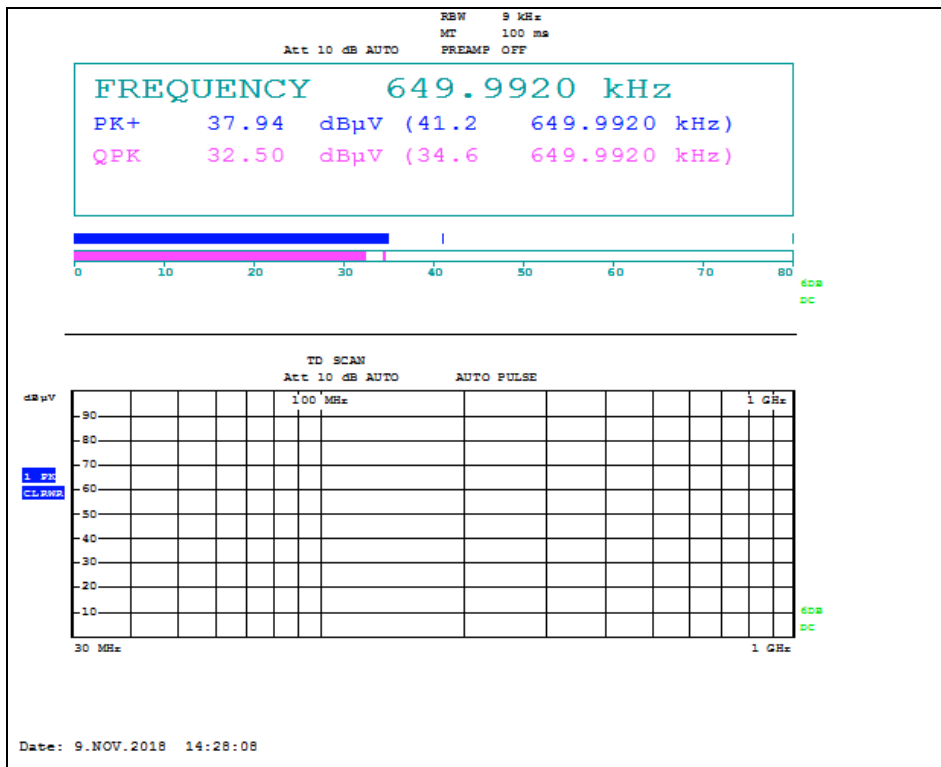 RBW 9 kHz
MT 100 ms
Att 10 dB AUTO PREAMP OFF
FREQUENCY 649.9920 kHz
PK+ 37.94 dBµV (41.2 649.9920 kHz)
QPK 32.50 dBµV (34.6 649.9920 kHz)
0 10 20 30 40 50 60 70 80
6DB
DC
TD SCAN
Att 10 dB AUTO AUTO PULSE
dBµV 100 MHz 1 GHz
90
80
70
1 PK
CLRWR 60
50
40
30
20
10 6DB
DC
30 MHz 1 GHz
Date: 9.NOV.2018 14:28:08